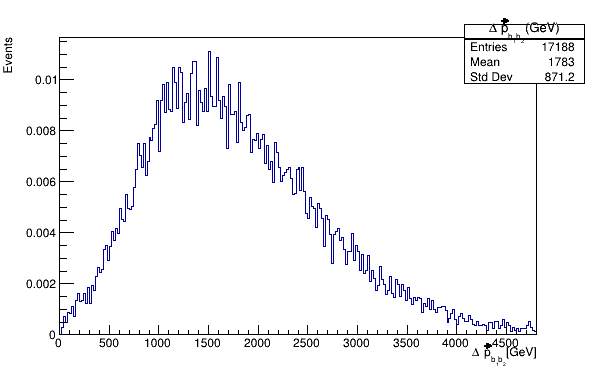 Δ p⃗_{b₁b₂}(GeV)
Entries 17188
Mean 1783
Std Dev 871.2
Events
0.01
0.008
0.006
0.004
0.002
0
0 500 1000 1500 2000 2500 3000 3500 4000 4500
Δ p⃗_{b₁b₂}[GeV]